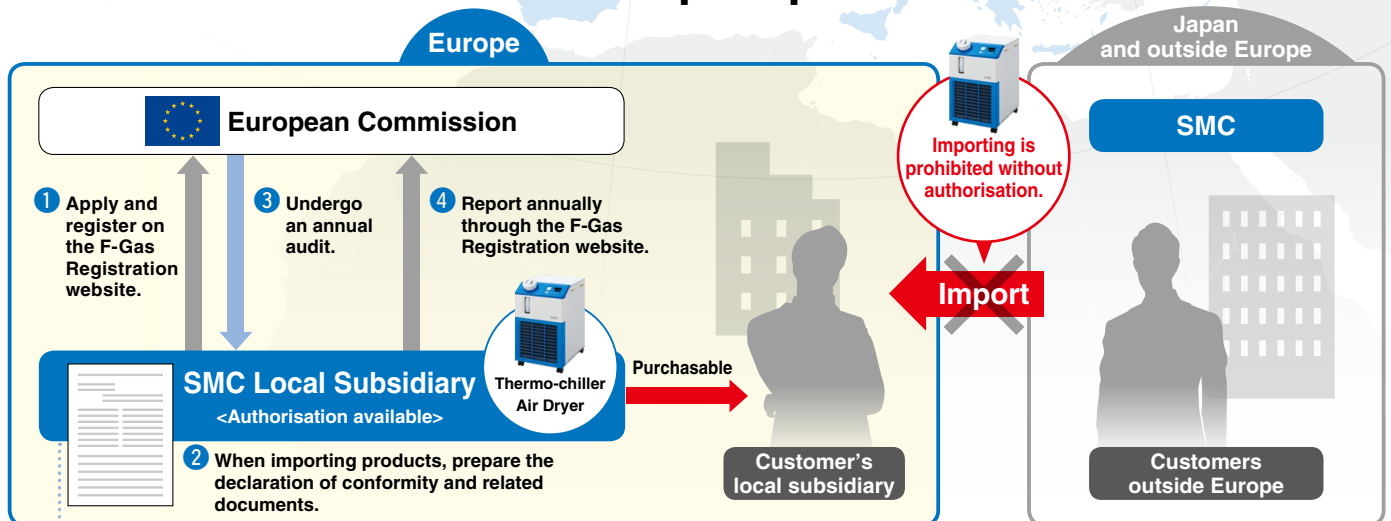 Europe
Japan
and outside Europe
European Commission
Importing is
prohibited without
authorisation.
SMC
1 Apply and
register on
the F-Gas
Registration
website.
3 Undergo
an annual
audit.
4 Report annually
through the F-Gas
Registration website.
Import
SMC Local Subsidiary
<Authorisation available>
Thermo-chiller
Air Dryer
Purchasable
2 When importing products, prepare the
declaration of conformity and related
documents.
Customer's
local subsidiary
Customers
outside Europe